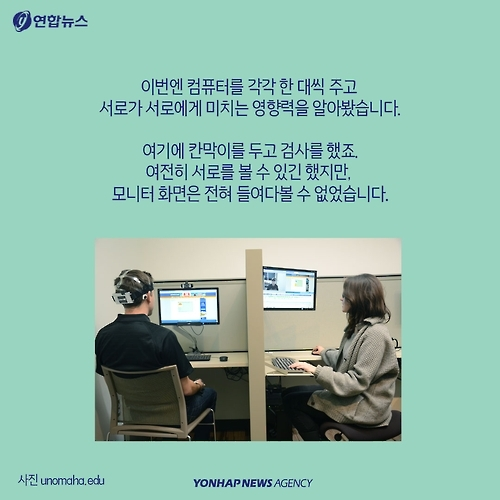 연합뉴스
이번엔 컴퓨터를 각각 한 대씩 주고
서로가 서로에게 미치는 영향력을 알아봤습니다.
여기에 칸막이를 두고 검사를 했죠.
여전히 서로를 볼 수 있긴 했지만,
모니터 화면은 전혀 들여다볼 수 없었습니다.
사진 unomaha.edu
YONHAP NEWS AGENCY